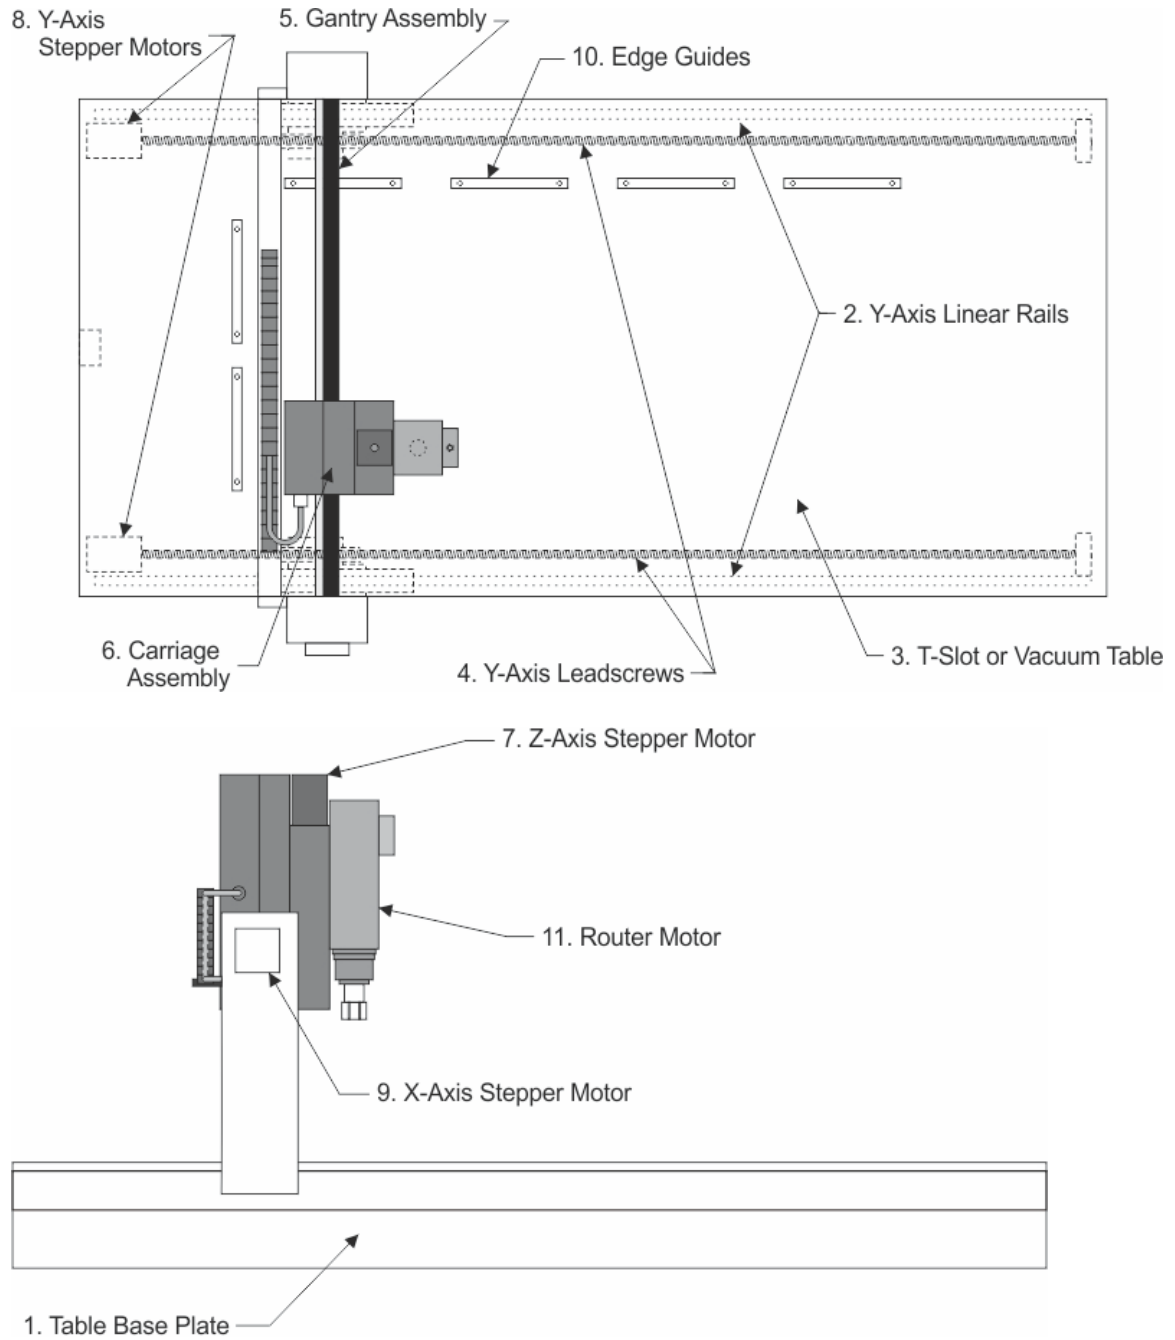 8. Y-Axis
Stepper Motors
5. Gantry Assembly
10. Edge Guides
2. Y-Axis Linear Rails
6. Carriage
Assembly
4. Y-Axis Leadscrews
3. T-Slot or Vacuum Table
7. Z-Axis Stepper Motor
11. Router Motor
9. X-Axis Stepper Motor
1. Table Base Plate